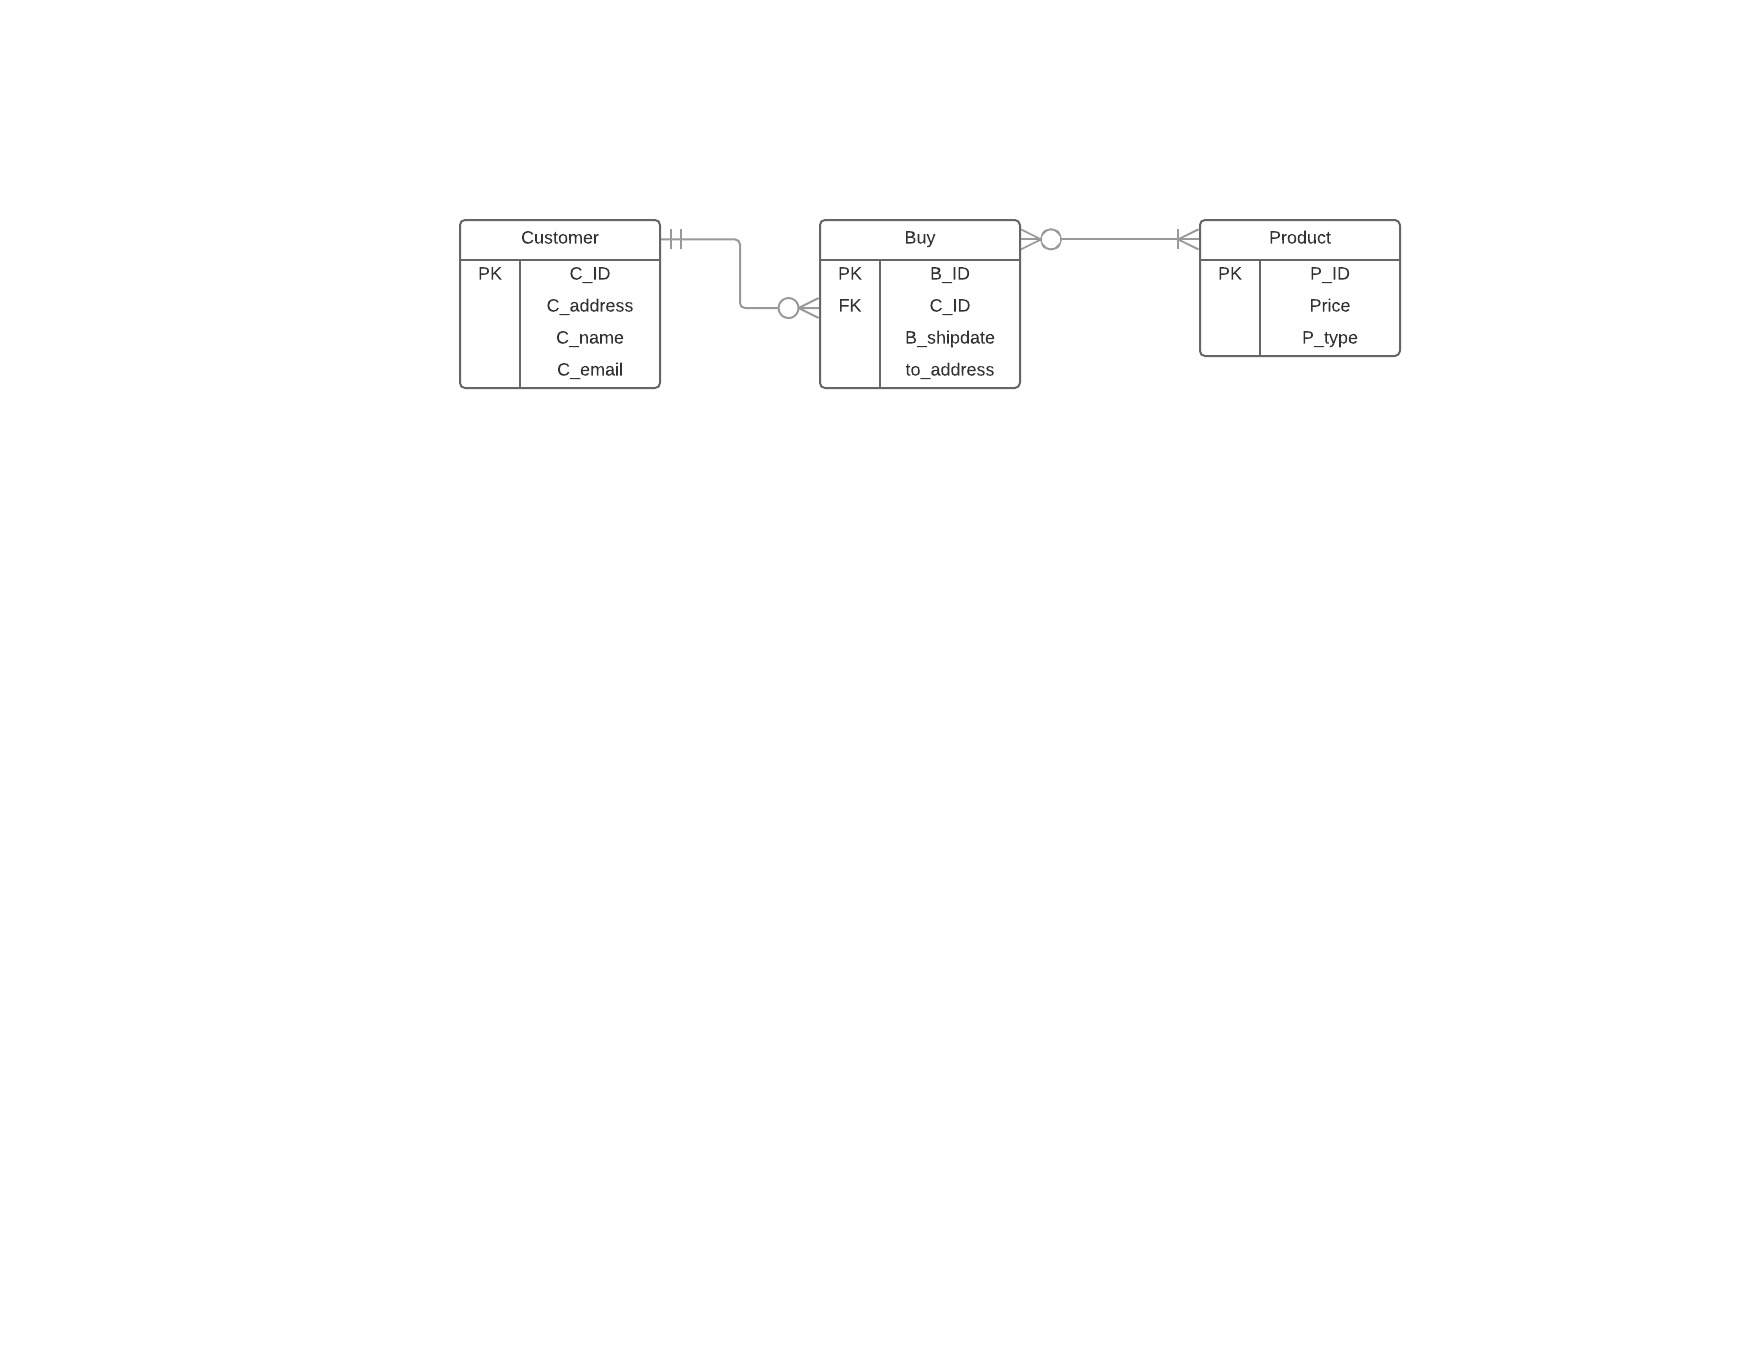 Customer
PK C_ID
C_address
C_name
C_email
Buy
PK B_ID
FK C_ID
B_shipdate
to_address
Product
PK P_ID
Price
P_type